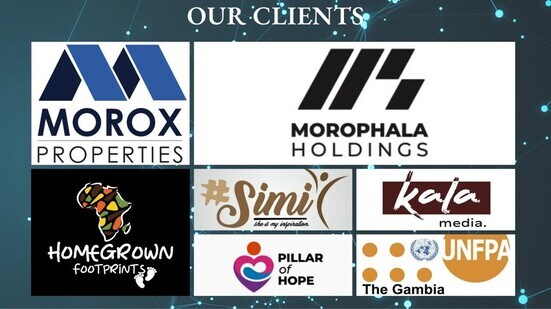 OUR CLIENTS
MOROX
PROPERTIES
MOROPHALA
HOLDINGS
HOMEGROWN
FOOTPRINTS
#Simi
she is my inspiration.
kala
media.
PILLAR
of
HOPE
UNFPA
The Gambia